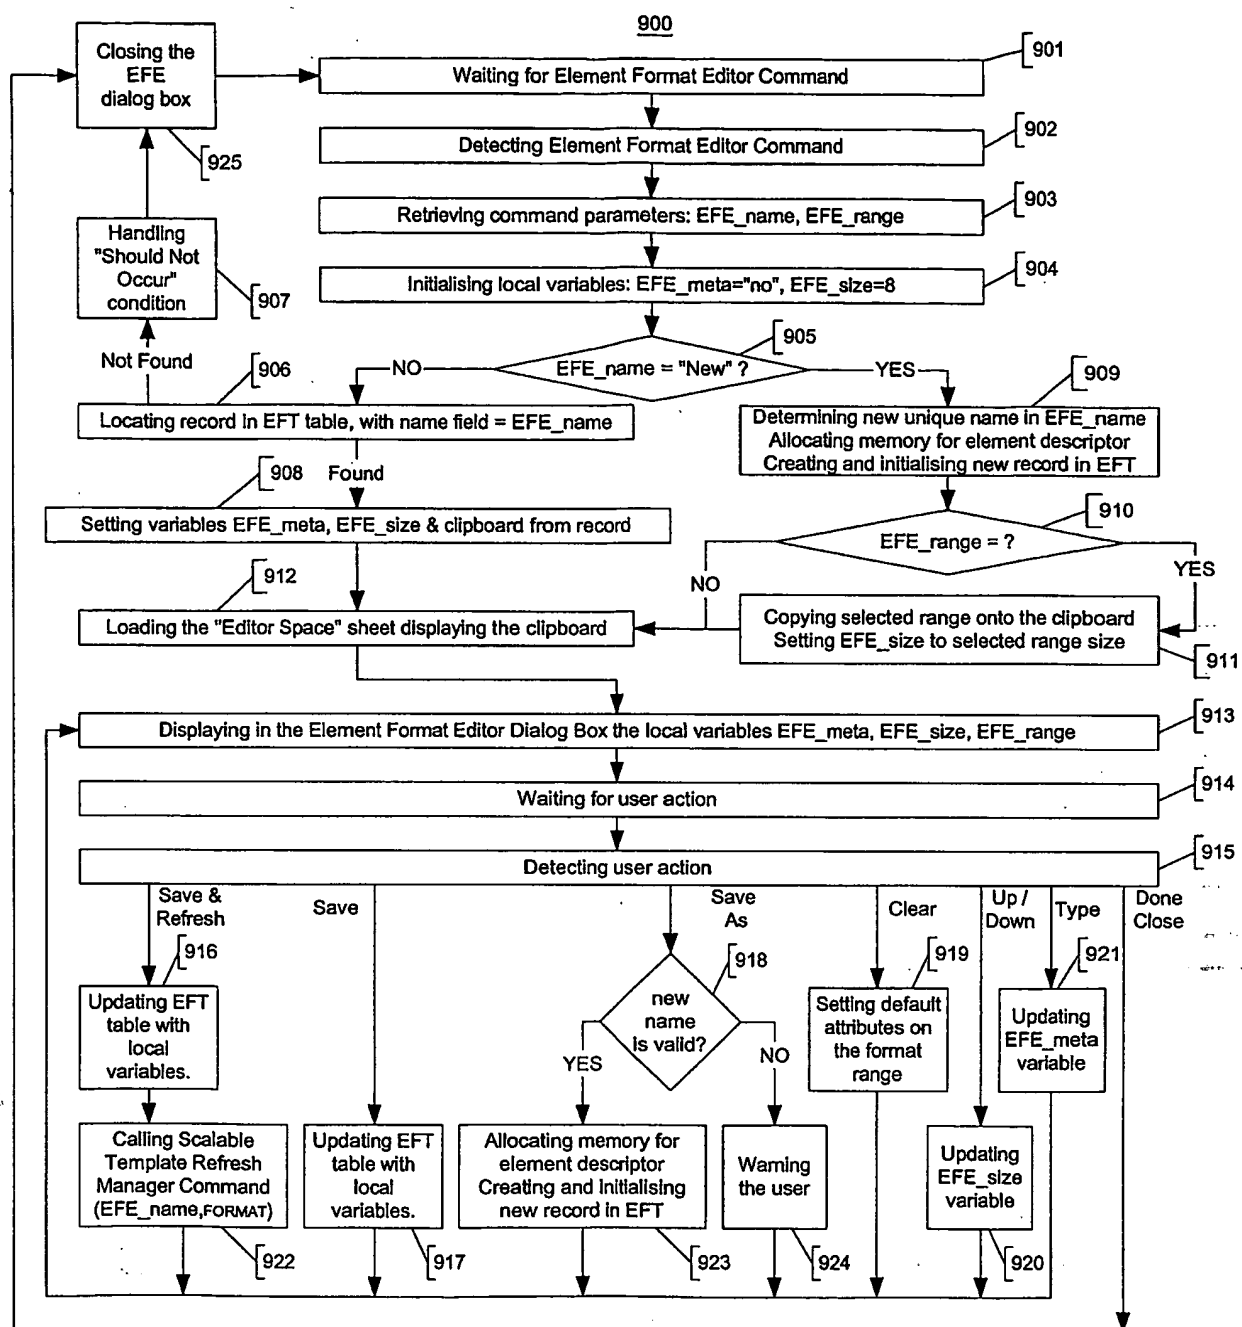 900
Closing the
EFE
dialog box
925
Waiting for Element Format Editor Command
901
Detecting Element Format Editor Command
902
Retrieving command parameters: EFE_name, EFE_range
903
Handling
"Should Not
Occur"
condition
907
Initialising local variables: EFE_meta="no", EFE_size=8
904
Not Found
906
NO
EFE_name = "New" ?
905
YES
909
Locating record in EFT table, with name field = EFE_name
Determining new unique name in EFE_name
Allocating memory for element descriptor
Creating and initialising new record in EFT
908
Found
Setting variables EFE_meta, EFE_size & clipboard from record
EFE_range = ?
910
NO
YES
912
Loading the "Editor Space" sheet displaying the clipboard
Copying selected range onto the clipboard
Setting EFE_size to selected range size
911
Displaying in the Element Format Editor Dialog Box the local variables EFE_meta, EFE_size, EFE_range
913
Waiting for user action
914
Detecting user action
915
Save &
Refresh
Save
Save
As
Clear
Up /
Down
Type
Done
Close
916
918
919
921
Updating EFT
table with
local
variables.
new
name
is valid?
YES
NO
Setting default
attributes on
the format
range
Updating
EFE_meta
variable
Calling Scalable
Template Refresh
Manager Command
(EFE_name,FORMAT)
922
Updating EFT
table with
local
variables.
917
Allocating memory for
element descriptor
Creating and initialising
new record in EFT
923
Warning
the user
924
Updating
EFE_size
variable
920